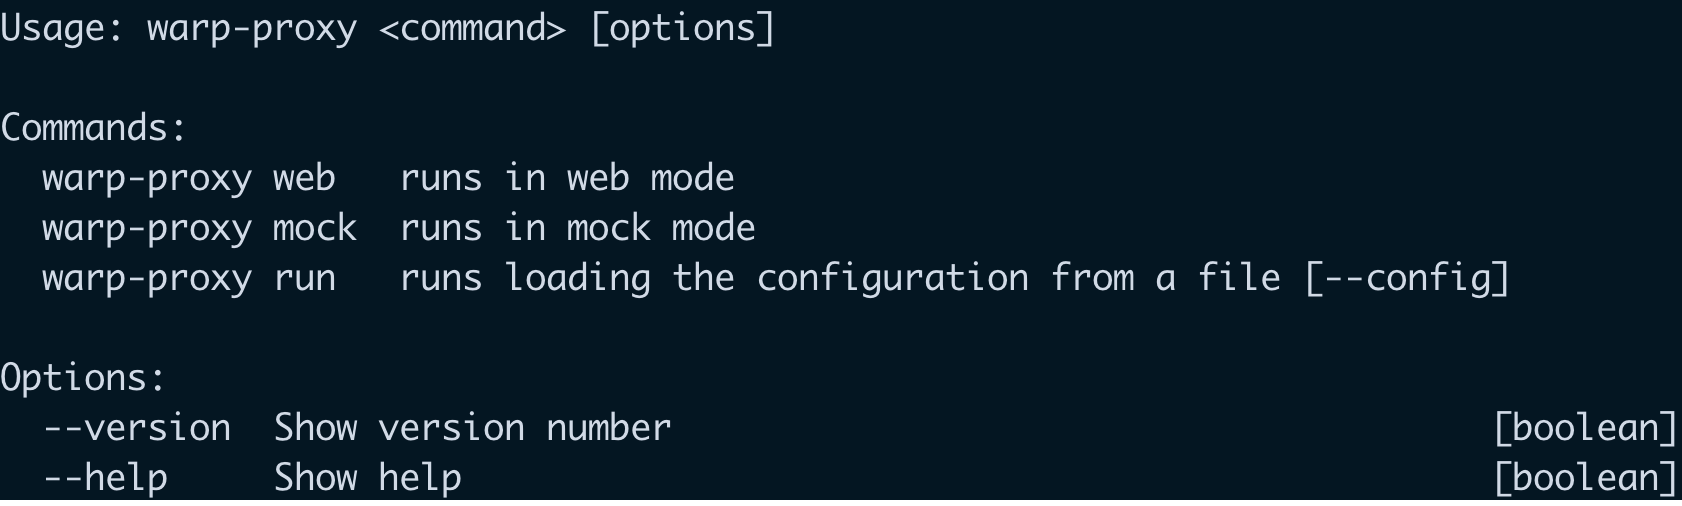 Usage: warp-proxy <command> [options]

Commands:
  warp-proxy web   runs in web mode
  warp-proxy mock  runs in mock mode
  warp-proxy run   runs loading the configuration from a file [--config]

Options:
  --version  Show version number                                       [boolean]
  --help     Show help                                                 [boolean]